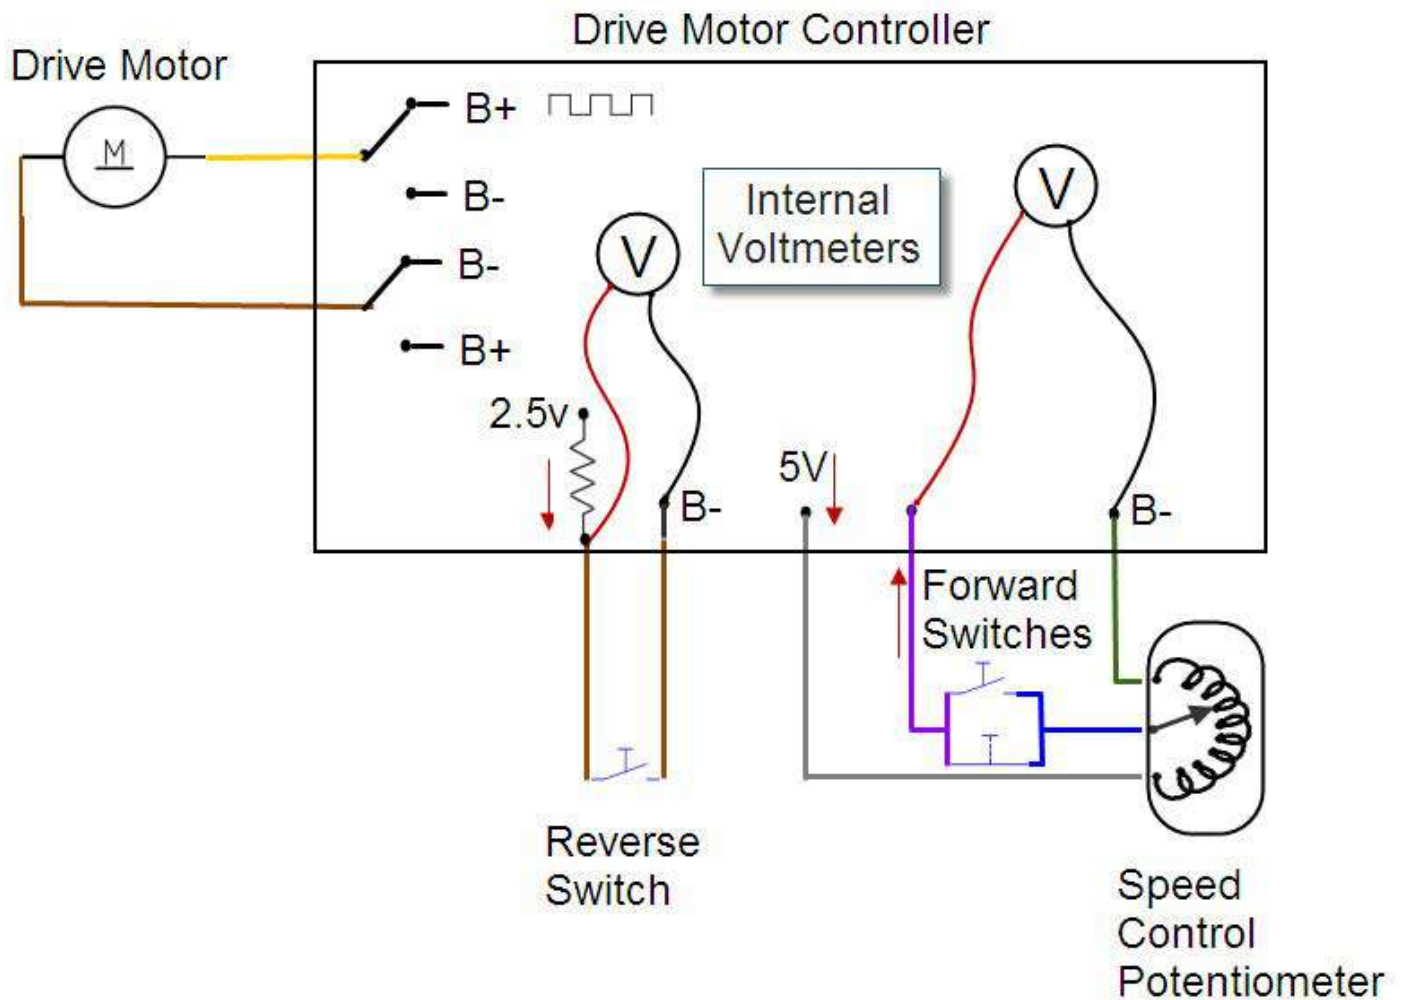 Drive Motor Controller
Drive Motor
M
B+
B-
B-
B+
V
Internal
Voltmeters
V
2.5v
B-
5V
B-
Forward
Switches
Reverse
Switch
Speed
Control
Potentiometer